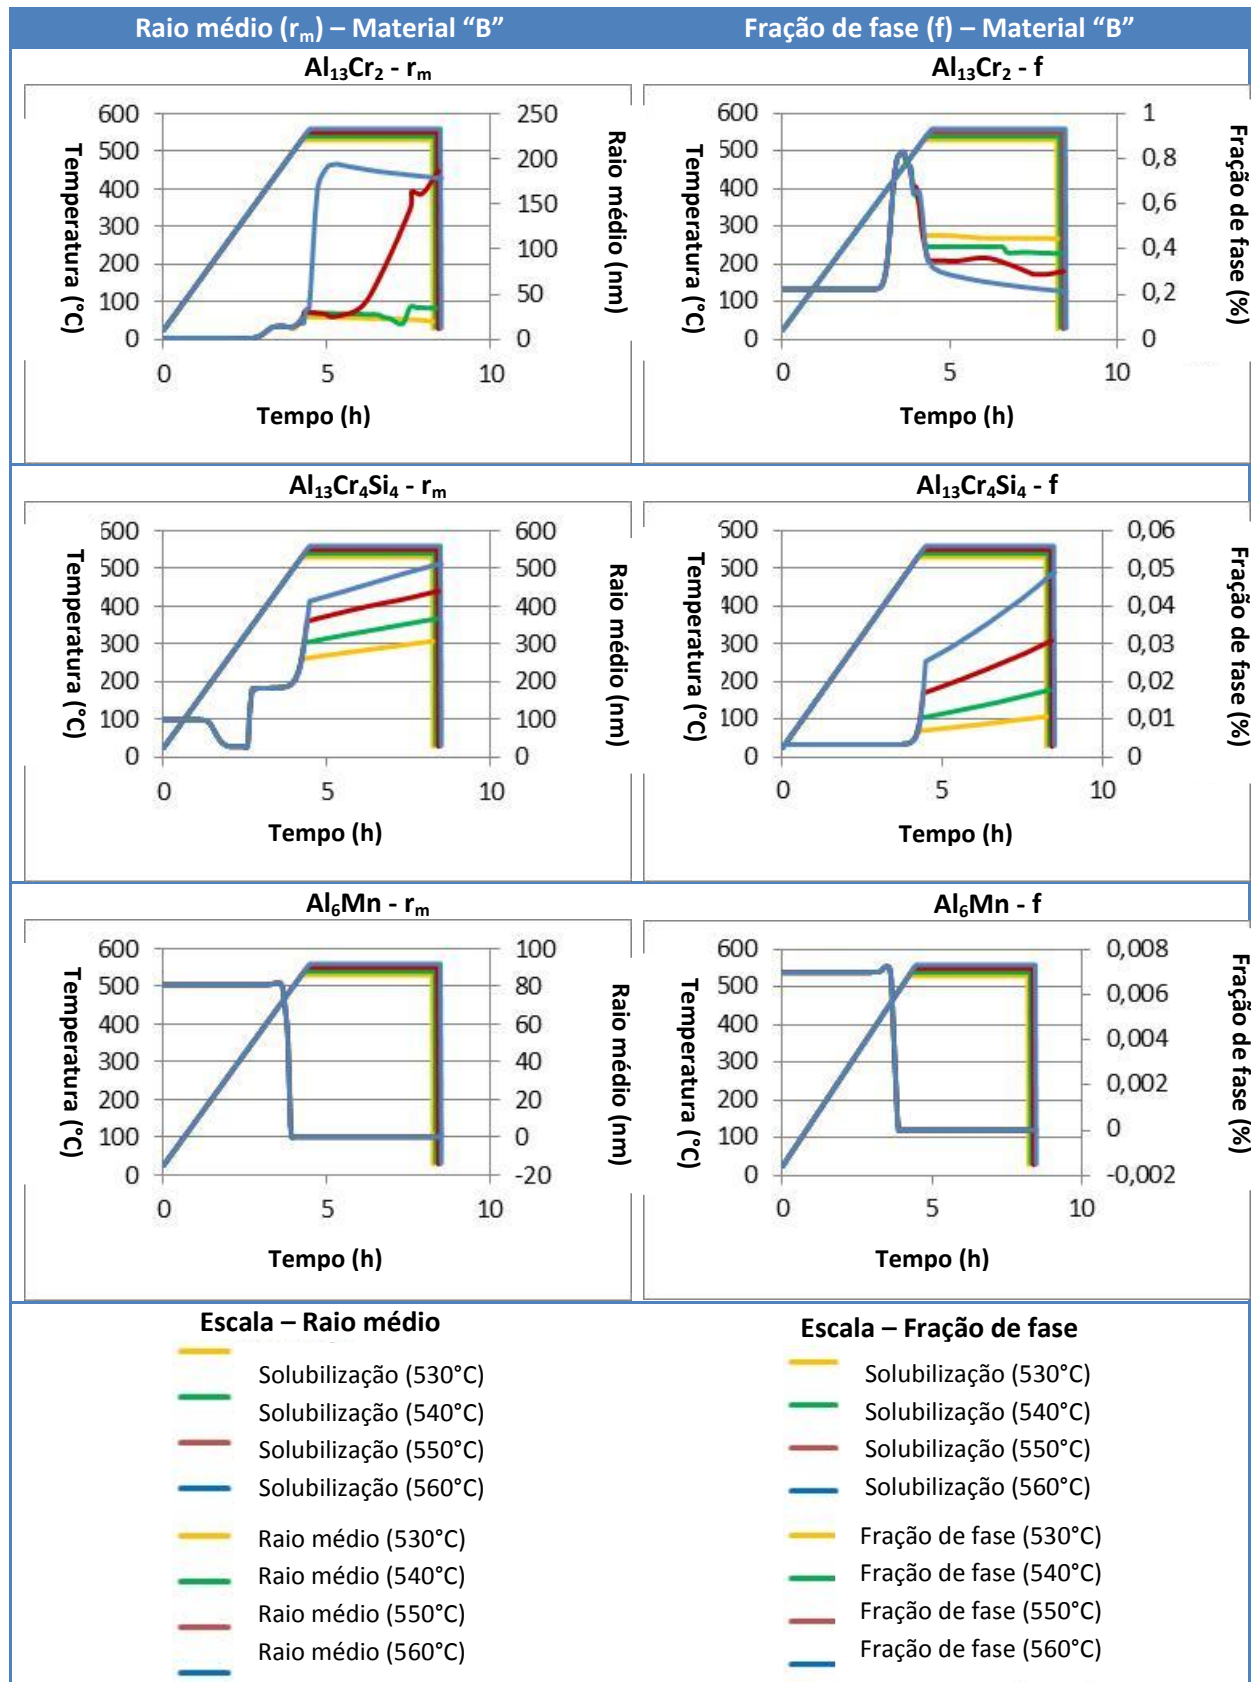 Raio médio (rm) – Material “B”
Fração de fase (f) – Material “B”
Al13Cr2 - rm
600
500
400
300
200
100
0
250
200
150
100
50
0
0 5 10
Temperatura (°C)
Raio médio (nm)
Tempo (h)
Al13Cr2 - f
600
500
400
300
200
100
0
1
0,8
0,6
0,4
0,2
0
0 5 10
Temperatura (°C)
Fração de fase (%)
Tempo (h)
Al13Cr4Si4 - rm
600
500
400
300
200
100
0
600
500
400
300
200
100
0
0 5 10
Temperatura (°C)
Raio médio (nm)
Tempo (h)
Al13Cr4Si4 - f
600
500
400
300
200
100
0
0,06
0,05
0,04
0,03
0,02
0,01
0
0 5 10
Temperatura (°C)
Fração de fase (%)
Tempo (h)
Al6Mn - rm
600
500
400
300
200
100
0
100
80
60
40
20
0
-20
0 5 10
Temperatura (°C)
Raio médio (nm)
Tempo (h)
Al6Mn - f
600
500
400
300
200
100
0
0,008
0,006
0,004
0,002
0
-0,002
0 5 10
Temperatura (°C)
Fração de fase (%)
Tempo (h)
Escala – Raio médio
Solubilização (530°C)
Solubilização (540°C)
Solubilização (550°C)
Solubilização (560°C)
Raio médio (530°C)
Raio médio (540°C)
Raio médio (550°C)
Raio médio (560°C)
Escala – Fração de fase
Solubilização (530°C)
Solubilização (540°C)
Solubilização (550°C)
Solubilização (560°C)
Fração de fase (530°C)
Fração de fase (540°C)
Fração de fase (550°C)
Fração de fase (560°C)